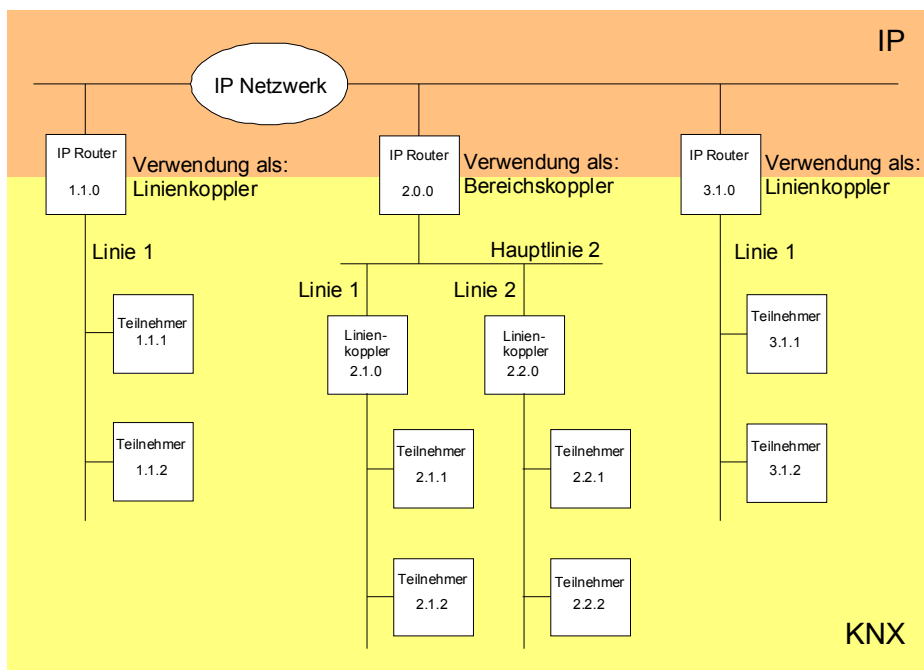 IP
IP Netzwerk
IP Router
1.1.0
Verwendung als:
Linienkoppler
IP Router
2.0.0
Verwendung als:
Bereichskoppler
IP Router
3.1.0
Verwendung als:
Linienkoppler
Linie 1
Hauptlinie 2
Linie 1
Linie 1
Linie 2
Teilnehmer
1.1.1
Teilnehmer
1.1.2
Linien-
koppler
2.1.0
Linien-
koppler
2.2.0
Teilnehmer
3.1.1
Teilnehmer
3.1.2
Teilnehmer
2.1.1
Teilnehmer
2.2.1
Teilnehmer
2.1.2
Teilnehmer
2.2.2
KNX